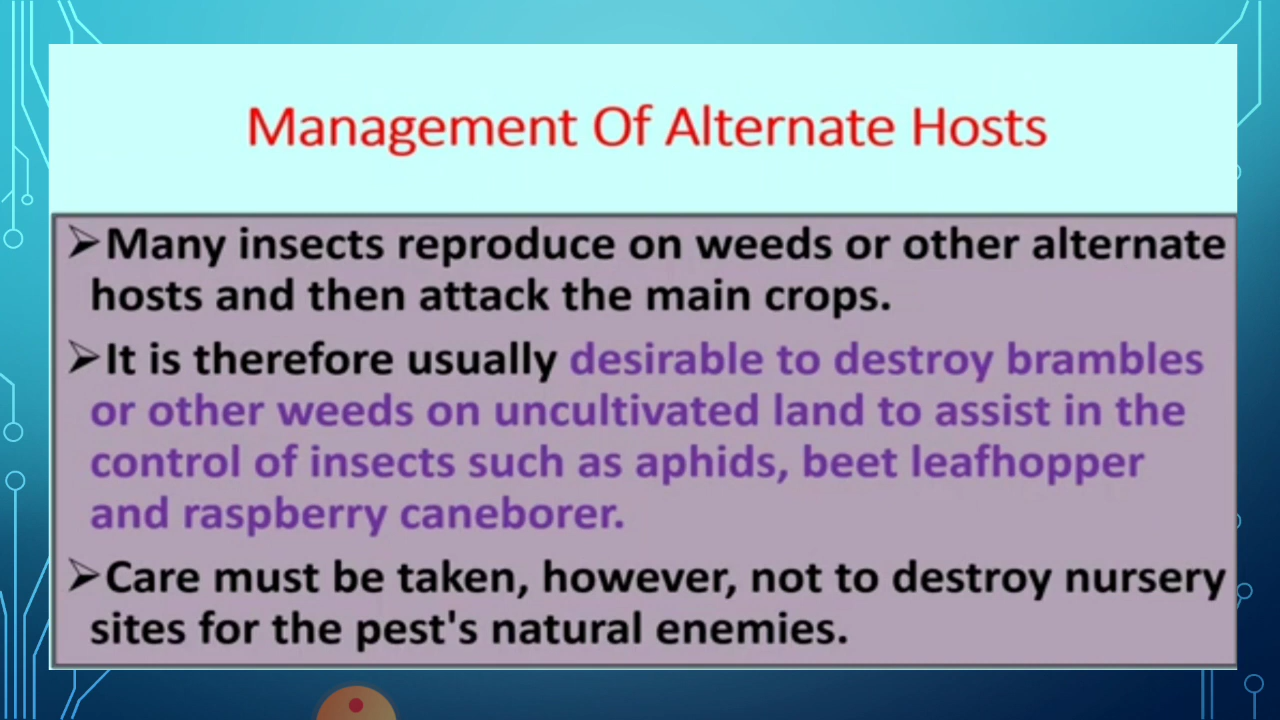 Management Of Alternate Hosts
➢Many insects reproduce on weeds or other alternate
hosts and then attack the main crops.
➢It is therefore usually desirable to destroy brambles
or other weeds on uncultivated land to assist in the
control of insects such as aphids, beet leafhopper
and raspberry caneborer.
➢Care must be taken, however, not to destroy nursery
sites for the pest's natural enemies.